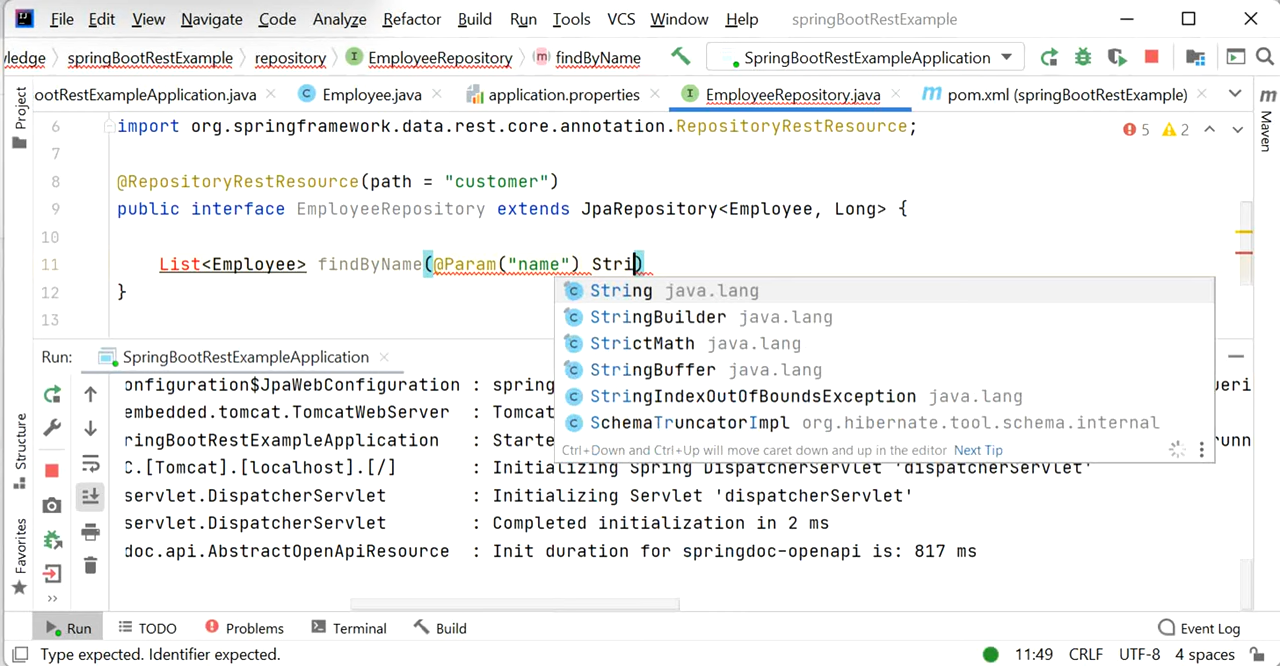 File Edit View Navigate Code Analyze Refactor Build Run Tools VCS Window Help springBootRestExample
wledge springBootRestExample repository EmployeeRepository findByName SpringBootRestExampleApplication
ootRestExampleApplication.java Employee.java application.properties EmployeeRepository.java pom.xml (springBootRestExample)
Project
Maven
6 import org.springframework.data.rest.core.annotation.RepositoryRestResource; 5 2
7
8 @RepositoryRestResource(path = "customer")
9 public interface EmployeeRepository extends JpaRepository<Employee, Long> {
10
11 List<Employee> findByName(@Param("name") Stri)
12 }
13
String java.lang
StringBuilder java.lang
StrictMath java.lang
StringBuffer java.lang
StringIndexOutOfBoundsException java.lang
SchemaTruncatorImpl org.hibernate.tool.schema.internal
Ctrl+Down and Ctrl+Up will move caret down and up in the editor Next Tip
Run: SpringBootRestExampleApplication
onfiguration$JpaWebConfiguration : spring ueri
embedded.tomcat.TomcatWebServer : Tomcat
ringBootRestExampleApplication : Starte runn
C.[Tomcat].[localhost].[/] : Initializing Spring DispatcherServlet 'dispatcherServlet'
servlet.DispatcherServlet : Initializing Servlet 'dispatcherServlet'
servlet.DispatcherServlet : Completed initialization in 2 ms
doc.api.AbstractOpenApiResource : Init duration for springdoc-openapi is: 817 ms
Structure
Favorites
Run TODO Problems Terminal Build Event Log
Type expected. Identifier expected. 11:49 CRLF UTF-8 4 spaces